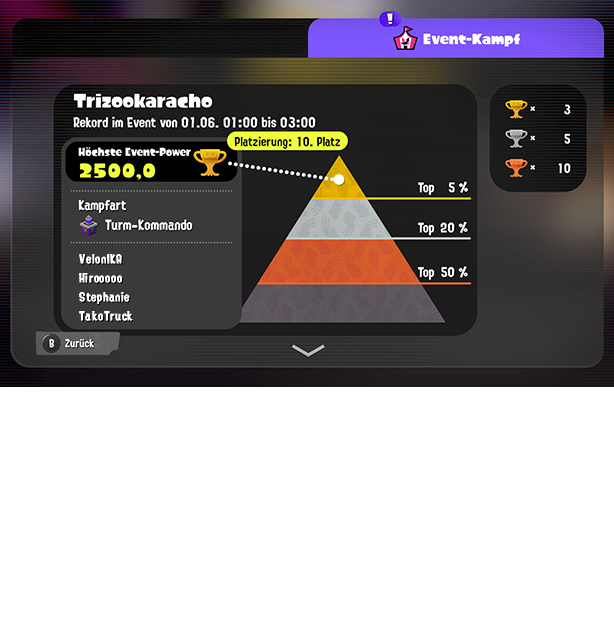 !
Event-Kampf
Trizookaracho
Rekord im Event von 01.06. 01:00 bis 03:00
Platzierung: 10. Platz
Höchste Event-Power
2500,0
Kampfart
Turm-Kommando
VelonIKA
Hirooooo
Stephanie
TakoTruck
Top 5 %
Top 20 %
Top 50 %
× 3
× 5
× 10
B Zurück